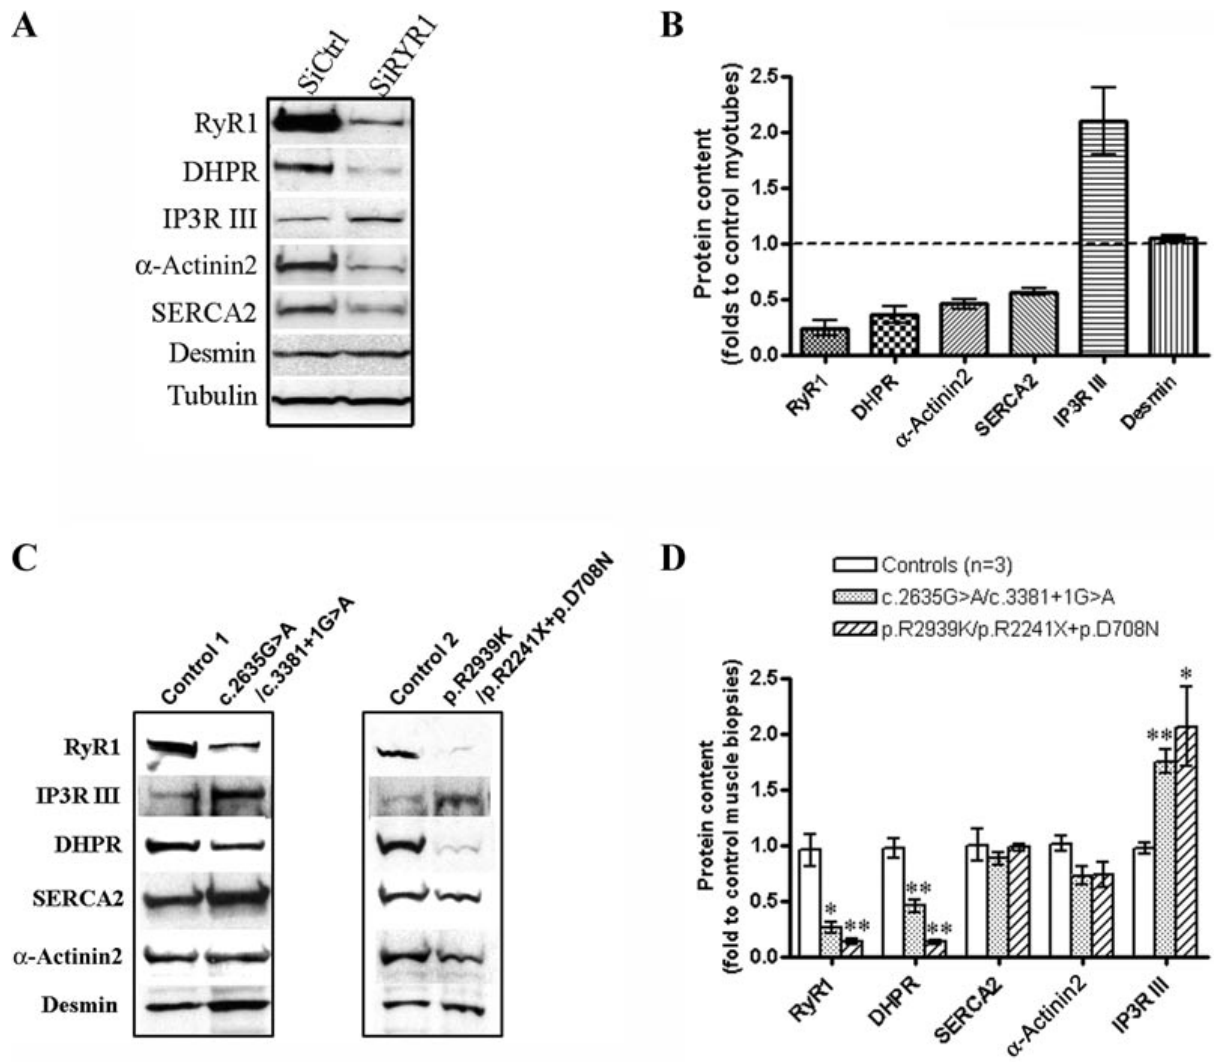 A
SiCtrl
SiRYR1
RyR1
DHPR
IP3R III
α-Actinin2
SERCA2
Desmin
Tubulin
B
Protein content
(folds to control myotubes)
2.5
2.0
1.5
1.0
0.5
0.0
RyR1
DHPR
α-Actinin2
SERCA2
IP3R III
Desmin
C
Control 1
c.2635G>A
/c.3381+1G>A
Control 2
p.R2939K
/p.R2241X+p.D708N
RyR1
IP3R III
DHPR
SERCA2
α-Actinin2
Desmin
D
Controls (n=3)
c.2635G>A/c.3381+1G>A
p.R2939K/p.R2241X+p.D708N
Protein content
(fold to control muscle biopsies)
2.5
2.0
1.5
1.0
0.5
0.0
*
**
**
**
**
*
RyR1
DHPR
SERCA2
α-Actinin2
IP3R III